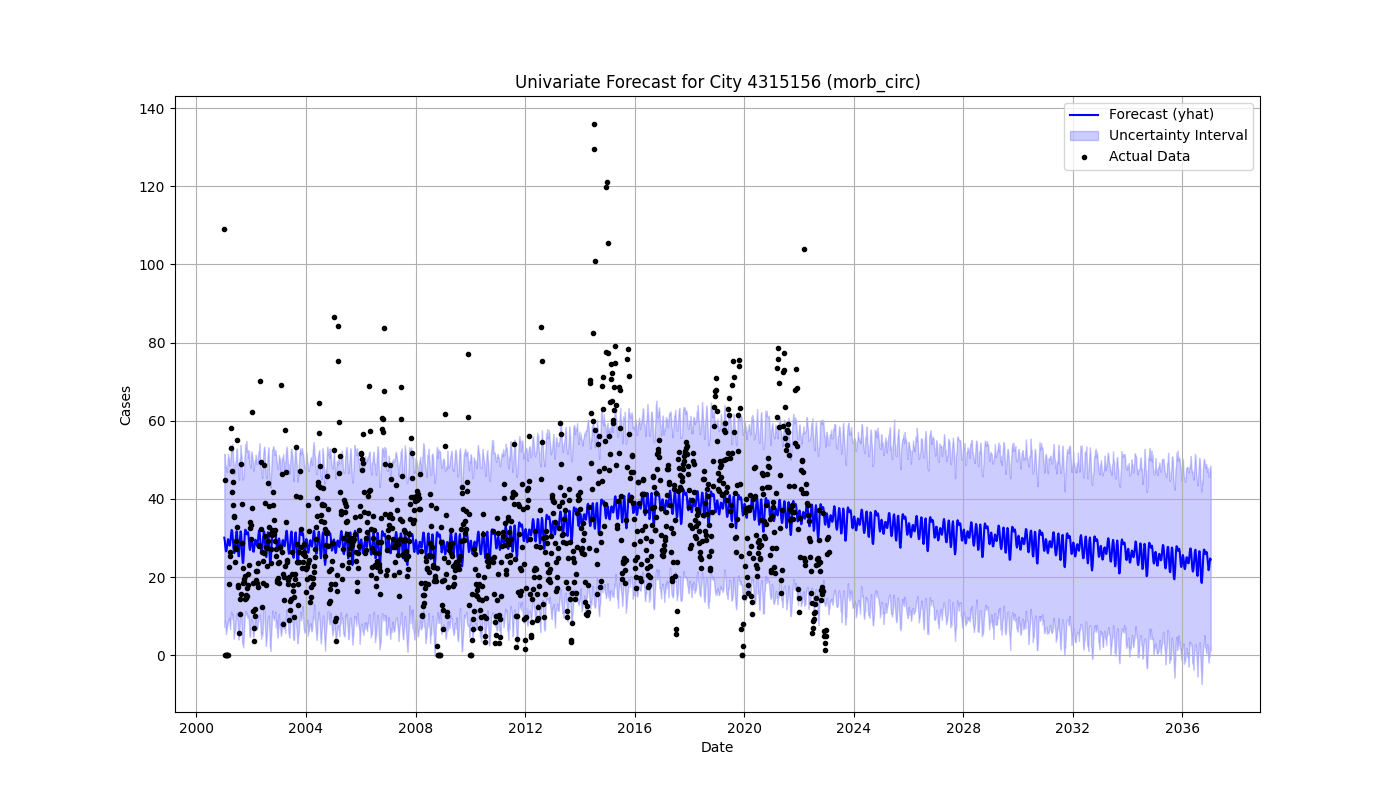 Univariate Forecast for City 4315156 (morb_circ)
Forecast (yhat)
Uncertainty Interval
Actual Data
Cases
140
120
100
80
60
40
20
0
2000 2004 2008 2012 2016 2020 2024 2028 2032 2036
Date